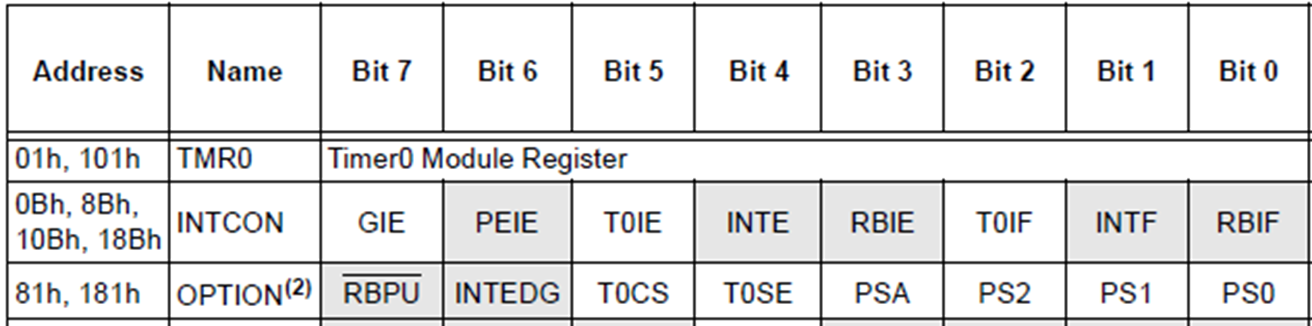 Address Name Bit 7 Bit 6 Bit 5 Bit 4 Bit 3 Bit 2 Bit 1 Bit 0
01h, 101h TMR0 Timer0 Module Register
0Bh, 8Bh,
10Bh, 18Bh INTCON GIE PEIE T0IE INTE RBIE T0IF INTF RBIF
81h, 181h OPTION(2) RBPU INTEDG T0CS T0SE PSA PS2 PS1 PS0